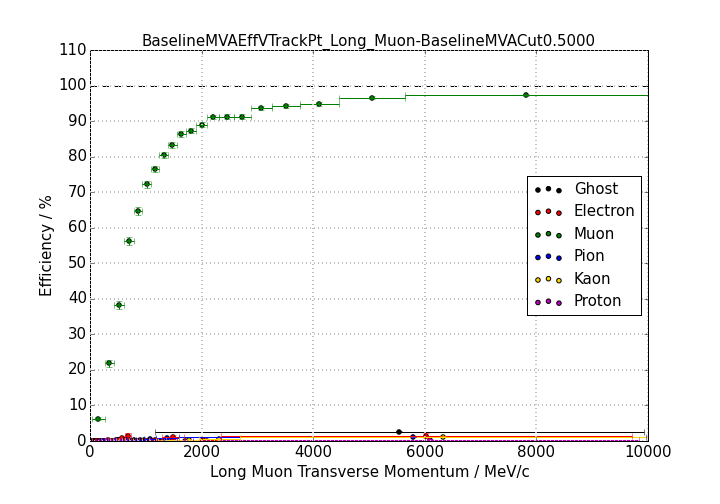 BaselineMVAEffVTrackPt_Long_Muon-BaselineMVACut0.5000
110
100
90
80
70
60
50
40
30
20
10
0
Efficiency / %
Ghost
Electron
Muon
Pion
Kaon
Proton
0 2000 4000 6000 8000 10000
Long Muon Transverse Momentum / MeV/c